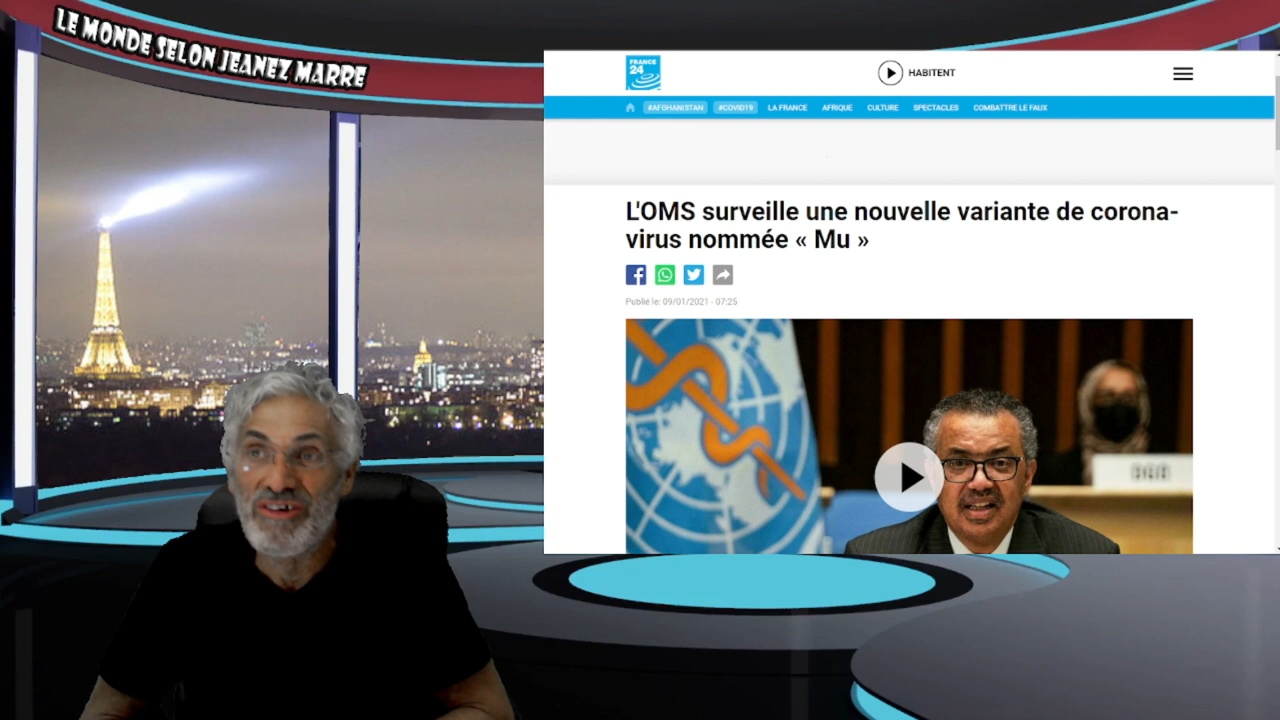 LE MONDE SELON JEANEZ MARRE
FRANCE
24
HABITENT
#AFGHANISTAN #COVID19 LA FRANCE AFRIQUE CULTURE SPECTACLES COMBATTRE LE FAUX
L'OMS surveille une nouvelle variante de corona-
virus nommée « Mu »
Publié le: 09/01/2021 - 07:25